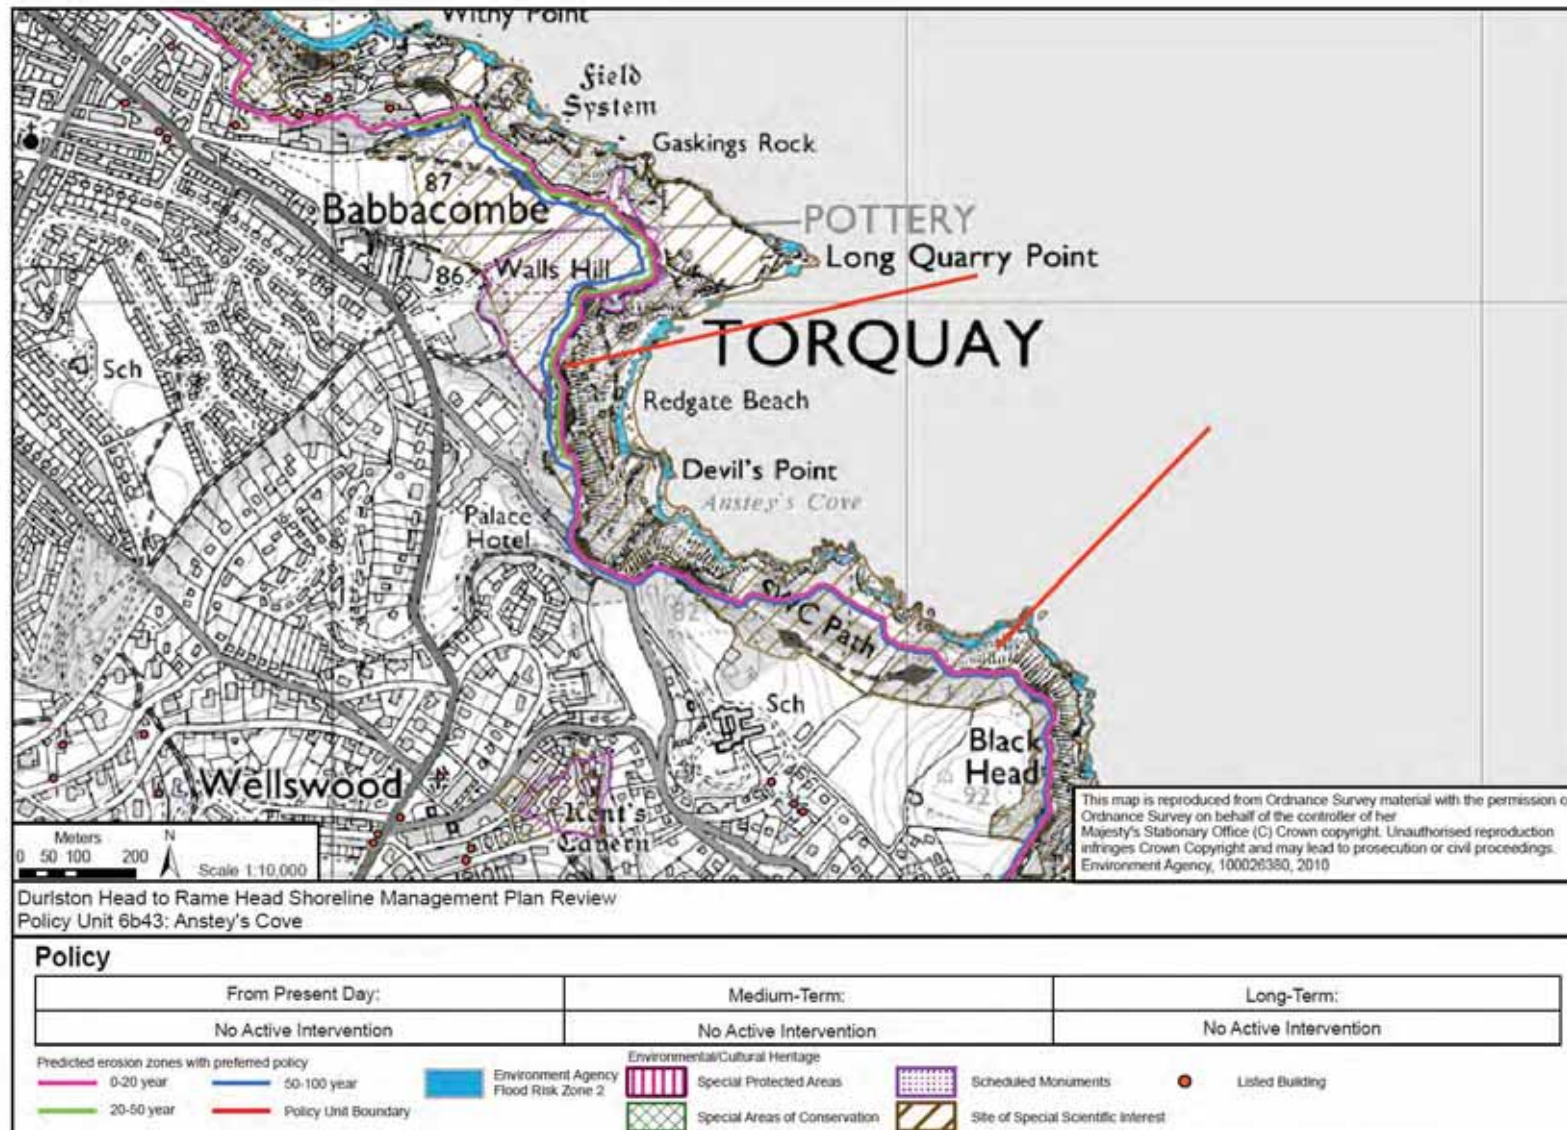 Withy Point
Field
System
Gaskings Rock
87
Babbacombe
POTTERY
Long Quarry Point
86
Walls Hill
TORQUAY
Sch
Redgate Beach
Devil's Point
Anstey's Cove
Palace
Hotel
82
SWC Path
Sch
Black
Head
92
Wellswood
Kent's
Cavern
Meters
0 50 100 200
N
Scale 1:10,000
This map is reproduced from Ordnance Survey material with the permission o
Ordnance Survey on behalf of the controller of her
Majesty's Stationary Office (C) Crown copyright. Unauthorised reproduction
infringes Crown Copyright and may lead to prosecution or civil proceedings.
Environment Agency, 100026380, 2010
Durlston Head to Rame Head Shoreline Management Plan Review
Policy Unit 6b43: Anstey's Cove
Policy
From Present Day: Medium-Term: Long-Term:
No Active Intervention No Active Intervention No Active Intervention
Predicted erosion zones with preferred policy
0-20 year 50-100 year
20-50 year Policy Unit Boundary
Environment Agency
Flood Risk Zone 2
Environmental/Cultural Heritage
Special Protected Areas Scheduled Monuments Listed Building
Special Areas of Conservation Site of Special Scientific Interest